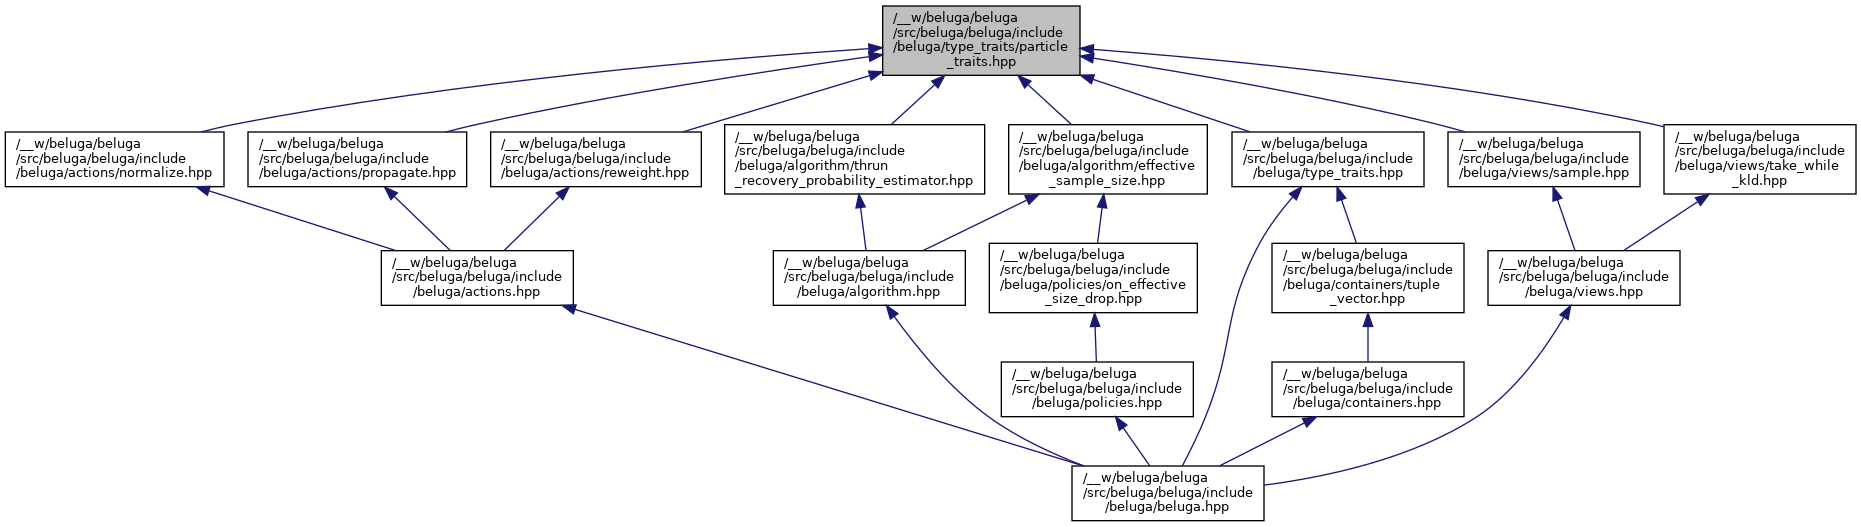 /__w/beluga/beluga
/src/beluga/beluga/include
/beluga/type_traits/particle
_traits.hpp
/__w/beluga/beluga
/src/beluga/beluga/include
/beluga/actions/normalize.hpp
/__w/beluga/beluga
/src/beluga/beluga/include
/beluga/actions/propagate.hpp
/__w/beluga/beluga
/src/beluga/beluga/include
/beluga/actions/reweight.hpp
/__w/beluga/beluga
/src/beluga/beluga/include
/beluga/algorithm/thrun
_recovery_probability_estimator.hpp
/__w/beluga/beluga
/src/beluga/beluga/include
/beluga/algorithm/effective
_sample_size.hpp
/__w/beluga/beluga
/src/beluga/beluga/include
/beluga/type_traits.hpp
/__w/beluga/beluga
/src/beluga/beluga/include
/beluga/views/sample.hpp
/__w/beluga/beluga
/src/beluga/beluga/include
/beluga/views/take_while
_kld.hpp
/__w/beluga/beluga
/src/beluga/beluga/include
/beluga/actions.hpp
/__w/beluga/beluga
/src/beluga/beluga/include
/beluga/algorithm.hpp
/__w/beluga/beluga
/src/beluga/beluga/include
/beluga/policies/on_effective
_size_drop.hpp
/__w/beluga/beluga
/src/beluga/beluga/include
/beluga/containers/tuple
_vector.hpp
/__w/beluga/beluga
/src/beluga/beluga/include
/beluga/views.hpp
/__w/beluga/beluga
/src/beluga/beluga/include
/beluga/policies.hpp
/__w/beluga/beluga
/src/beluga/beluga/include
/beluga/containers.hpp
/__w/beluga/beluga
/src/beluga/beluga/include
/beluga/beluga.hpp